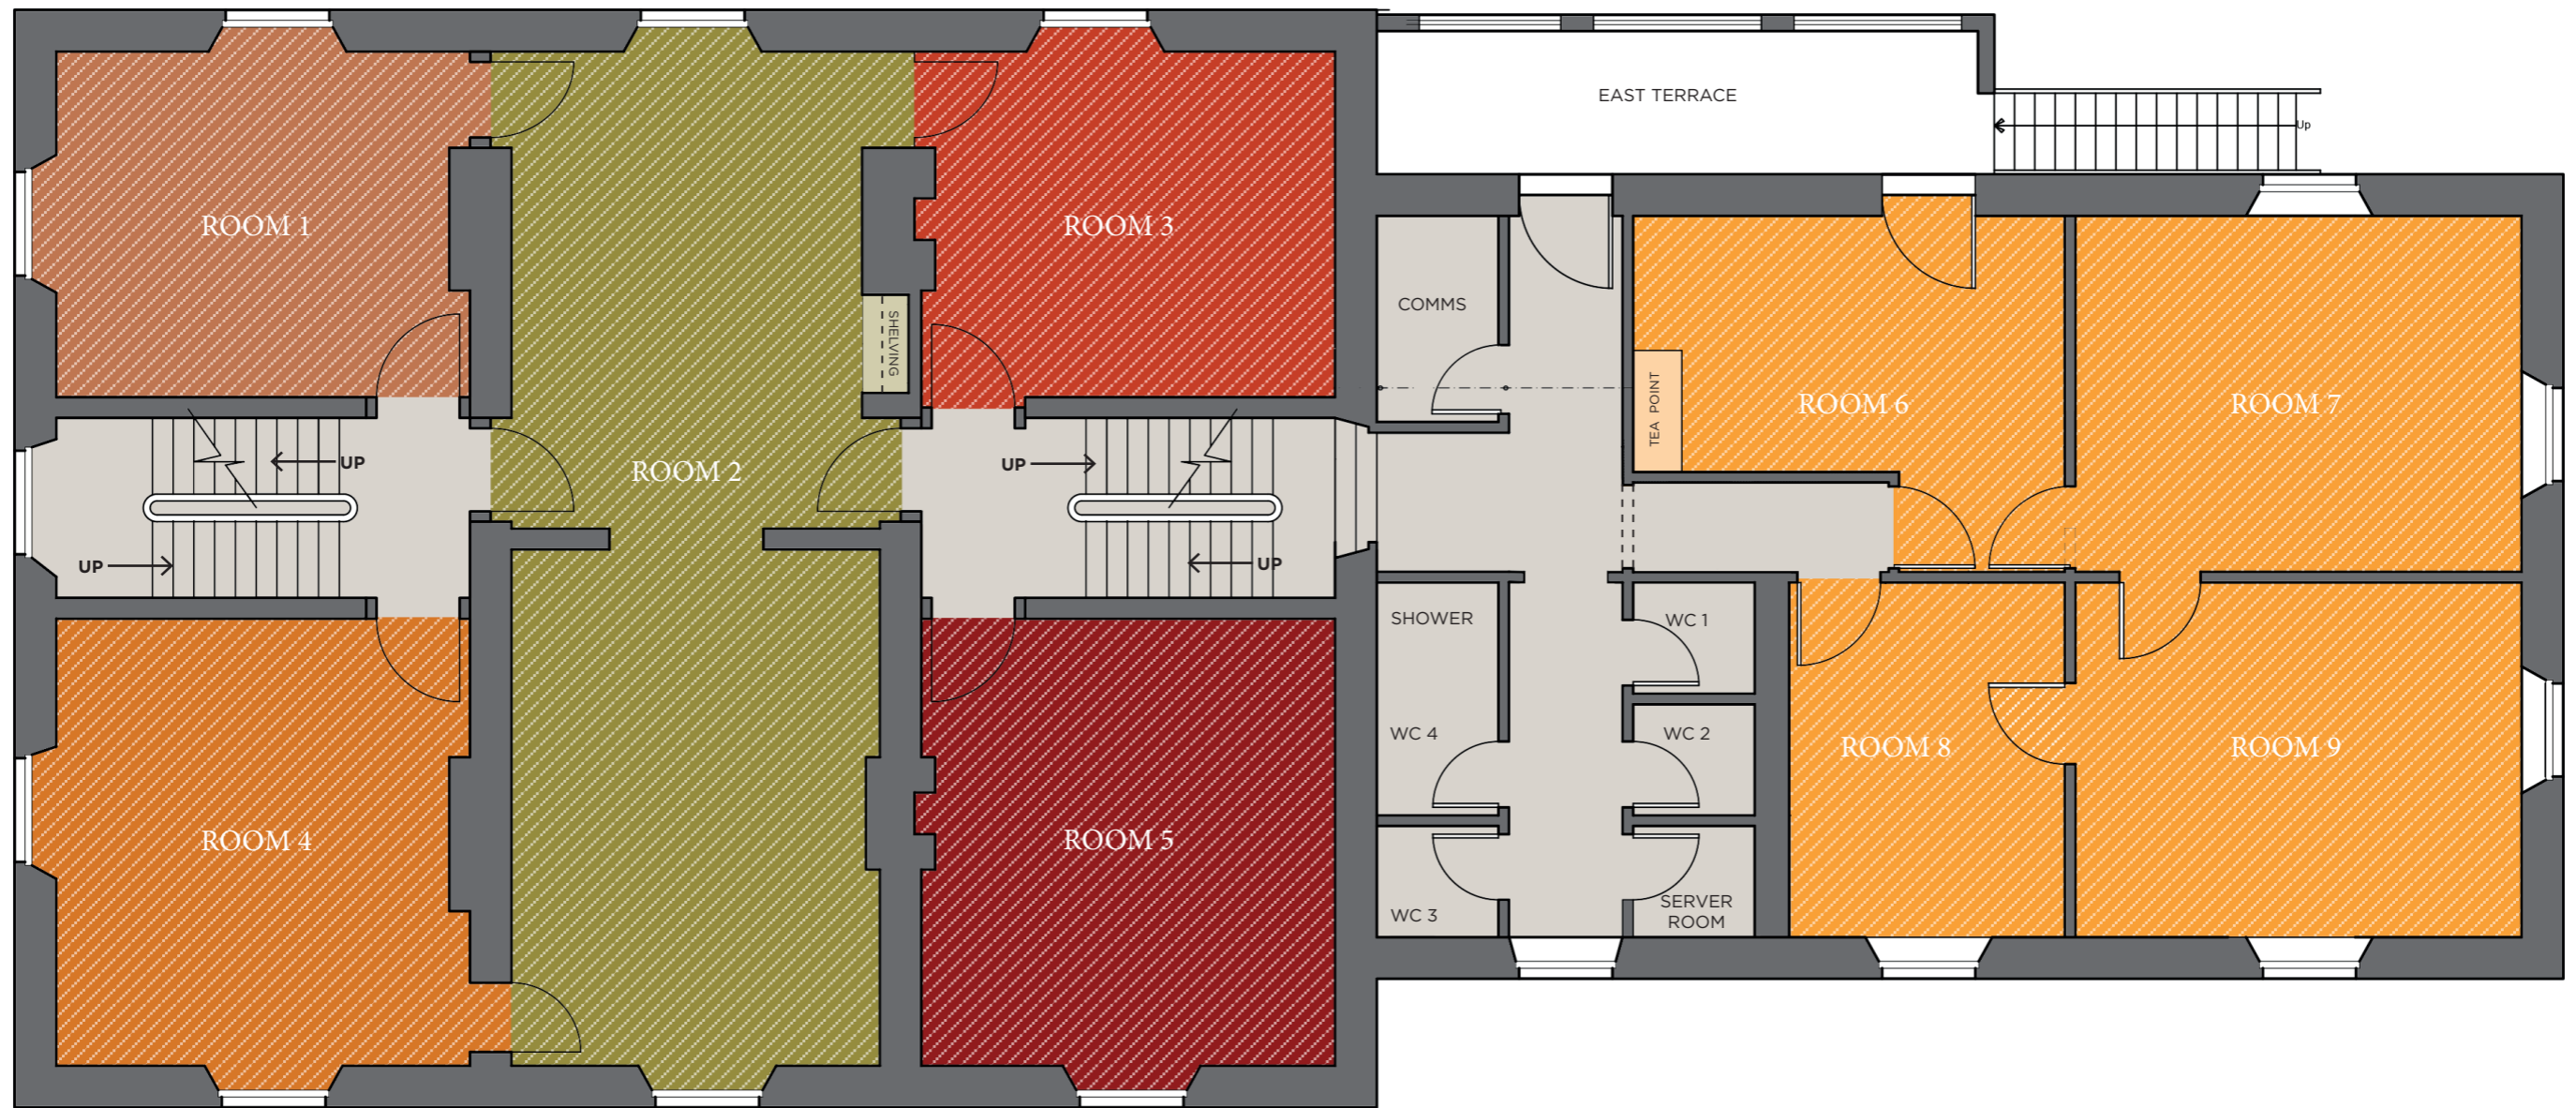 EAST TERRACE
Up
ROOM 1
ROOM 3
COMMS
SHELVING
TEA POINT
ROOM 6
ROOM 7
UP
ROOM 2
UP
UP
UP
SHOWER
WC 1
WC 4
WC 2
ROOM 8
ROOM 9
ROOM 4
ROOM 5
WC 3
SERVER
ROOM